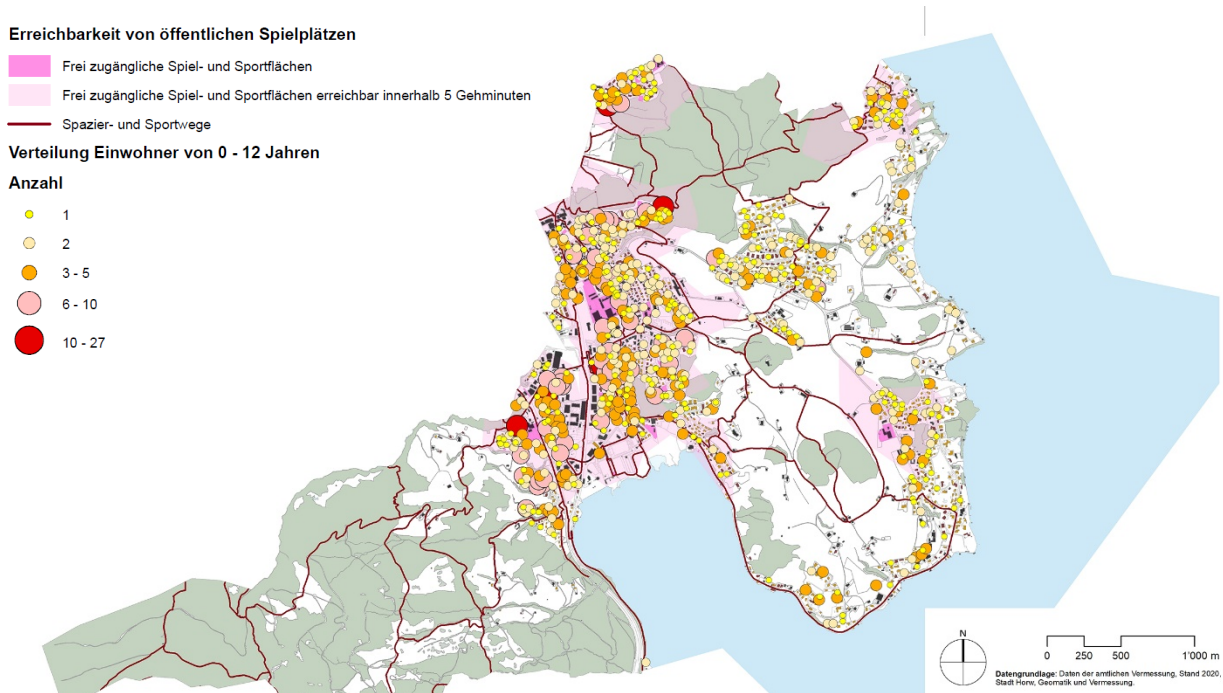 Erreichbarkeit von öffentlichen Spielplätzen
Frei zugängliche Spiel- und Sportflächen
Frei zugängliche Spiel- und Sportflächen erreichbar innerhalb 5 Gehminuten
Spazier- und Sportwege
Verteilung Einwohner von 0 - 12 Jahren
Anzahl
1
2
3 - 5
6 - 10
10 - 27
N
0 250 500 1'000 m
Datengrundlage: Daten der amtlichen Vermessung, Stand 2020,
Stadt Horw, Geomatik und Vermessung.